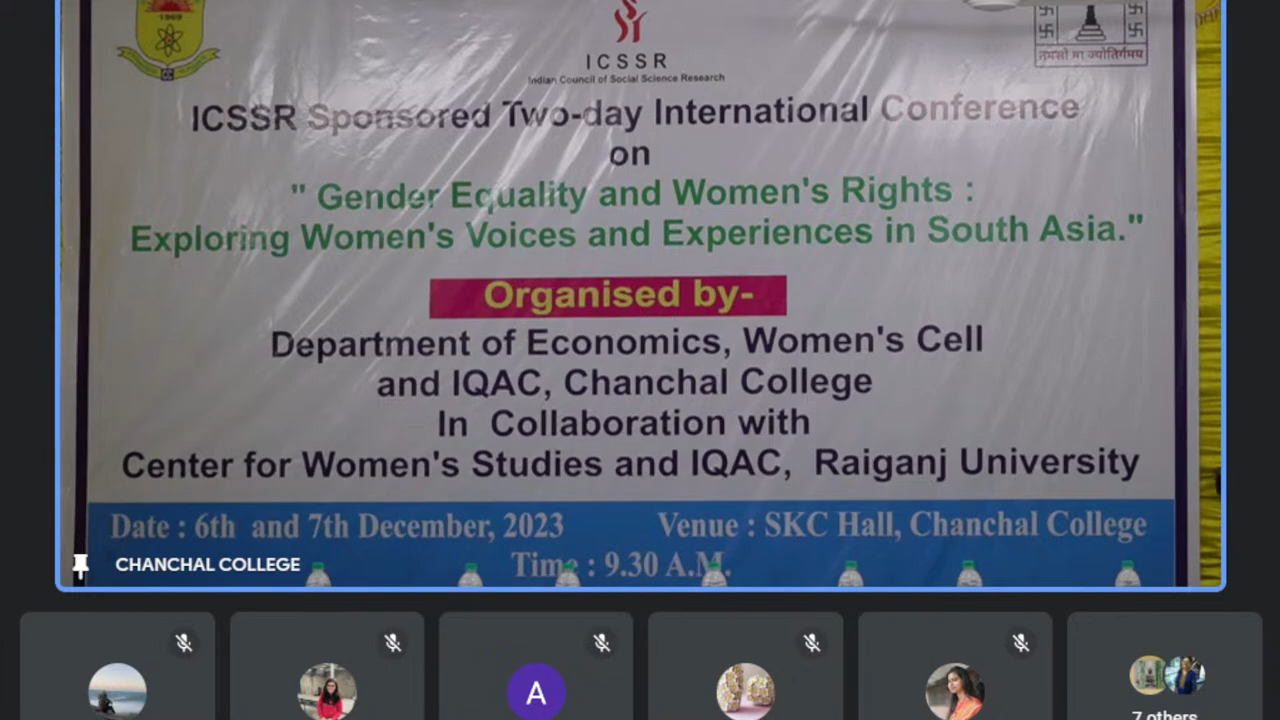 1969
ICSSR
Indian Council of Social Science Research
तमसो मा ज्योतिर्गमय
ICSSR Sponsored Two-day International Conference
on
" Gender Equality and Women's Rights :
Exploring Women's Voices and Experiences in South Asia."
Organised by-
Department of Economics, Women's Cell
and IQAC, Chanchal College
In Collaboration with
Center for Women's Studies and IQAC, Raiganj University
Date : 6th and 7th December, 2023 Venue : SKC Hall, Chanchal College
Time : 9.30 A.M.
CHANCHAL COLLEGE
A
7 others